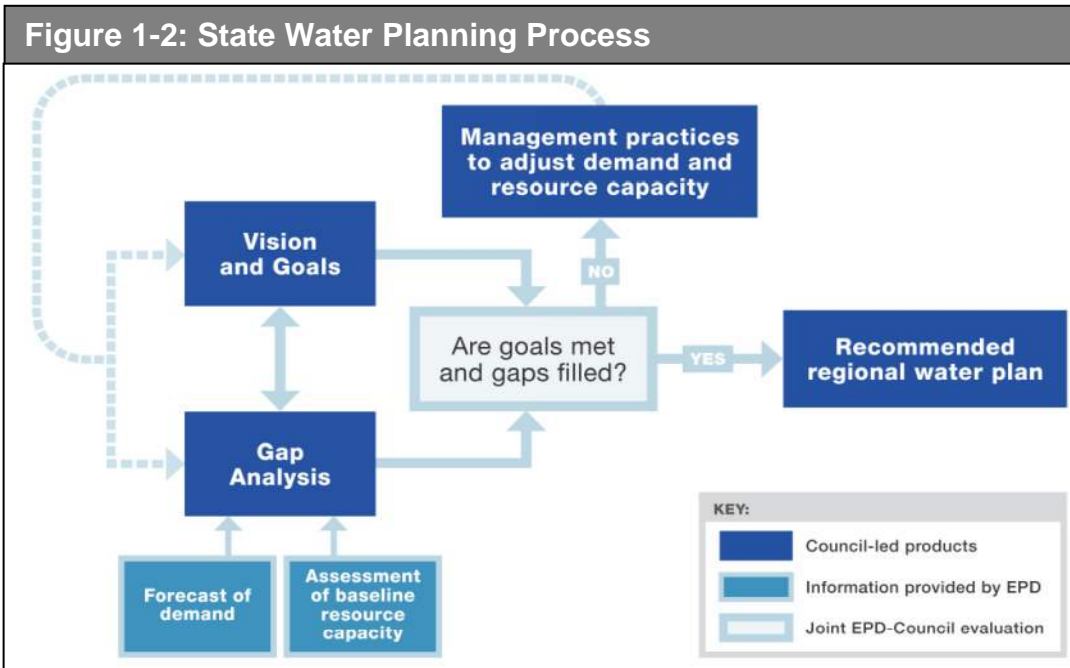 Figure 1-2: State Water Planning Process
Management practices
to adjust demand and
resource capacity
Vision
and Goals
NO
Are goals met
and gaps filled?
YES
Recommended
regional water plan
Gap
Analysis
Forecast of
demand
Assessment
of baseline
resource
capacity
KEY:
Council-led products
Information provided by EPD
Joint EPD-Council evaluation